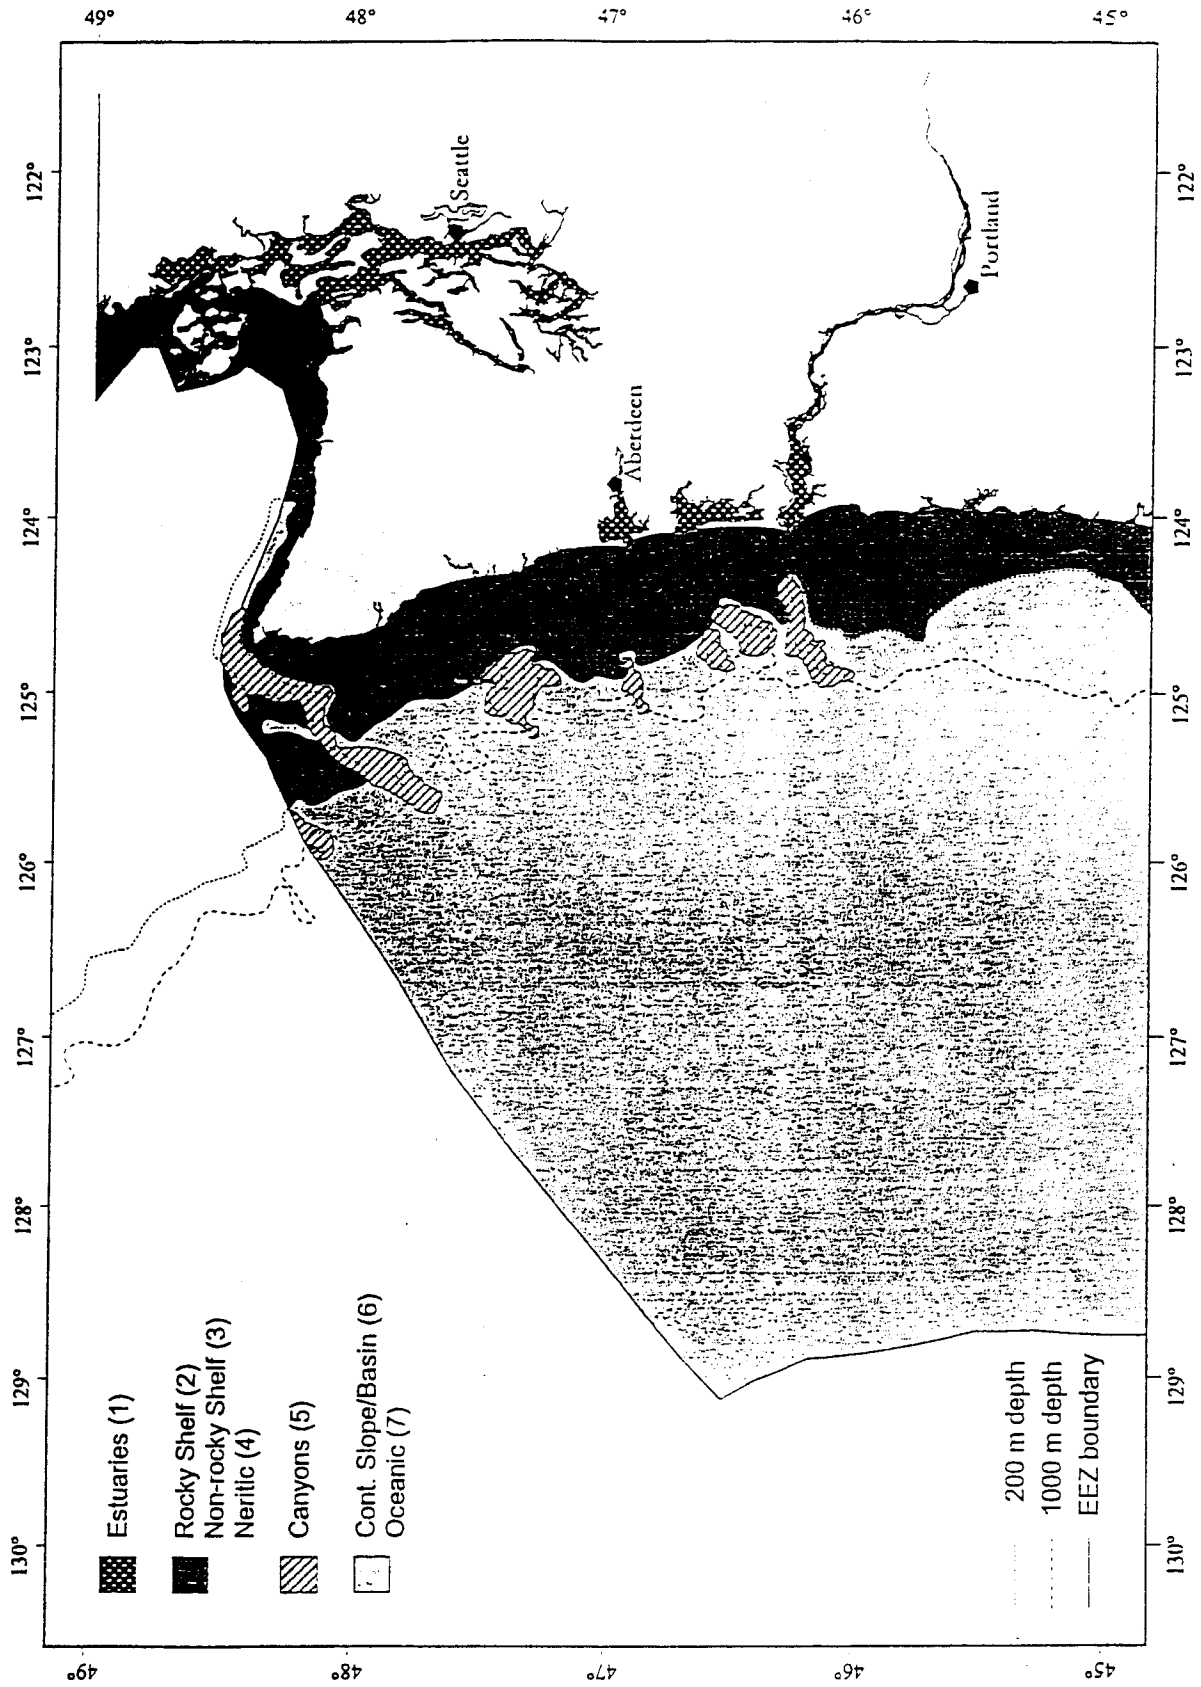 49°
48°
47°
46°
45°
122°
123°
124°
125°
126°
127°
128°
129°
130°
Seattle
Portland
Aberdeen
Estuaries (1)
Rocky Shelf (2)
Non-rocky Shelf (3)
Neritic (4)
Canyons (5)
Cont. Slope/Basin (6)
Oceanic (7)
200 m depth
1000 m depth
EEZ boundary
122°
123°
124°
125°
126°
127°
128°
129°
130°
49°
48°
47°
46°
45°